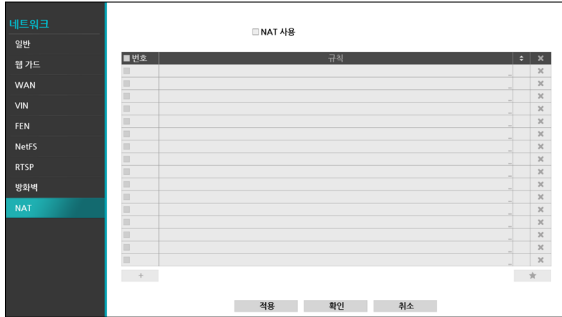 네트워크
일반
웹 가드
WAN
VIN
FEN
NetFS
RTSP
방화벽
NAT
NAT 사용
번호 규칙
적용 확인 취소